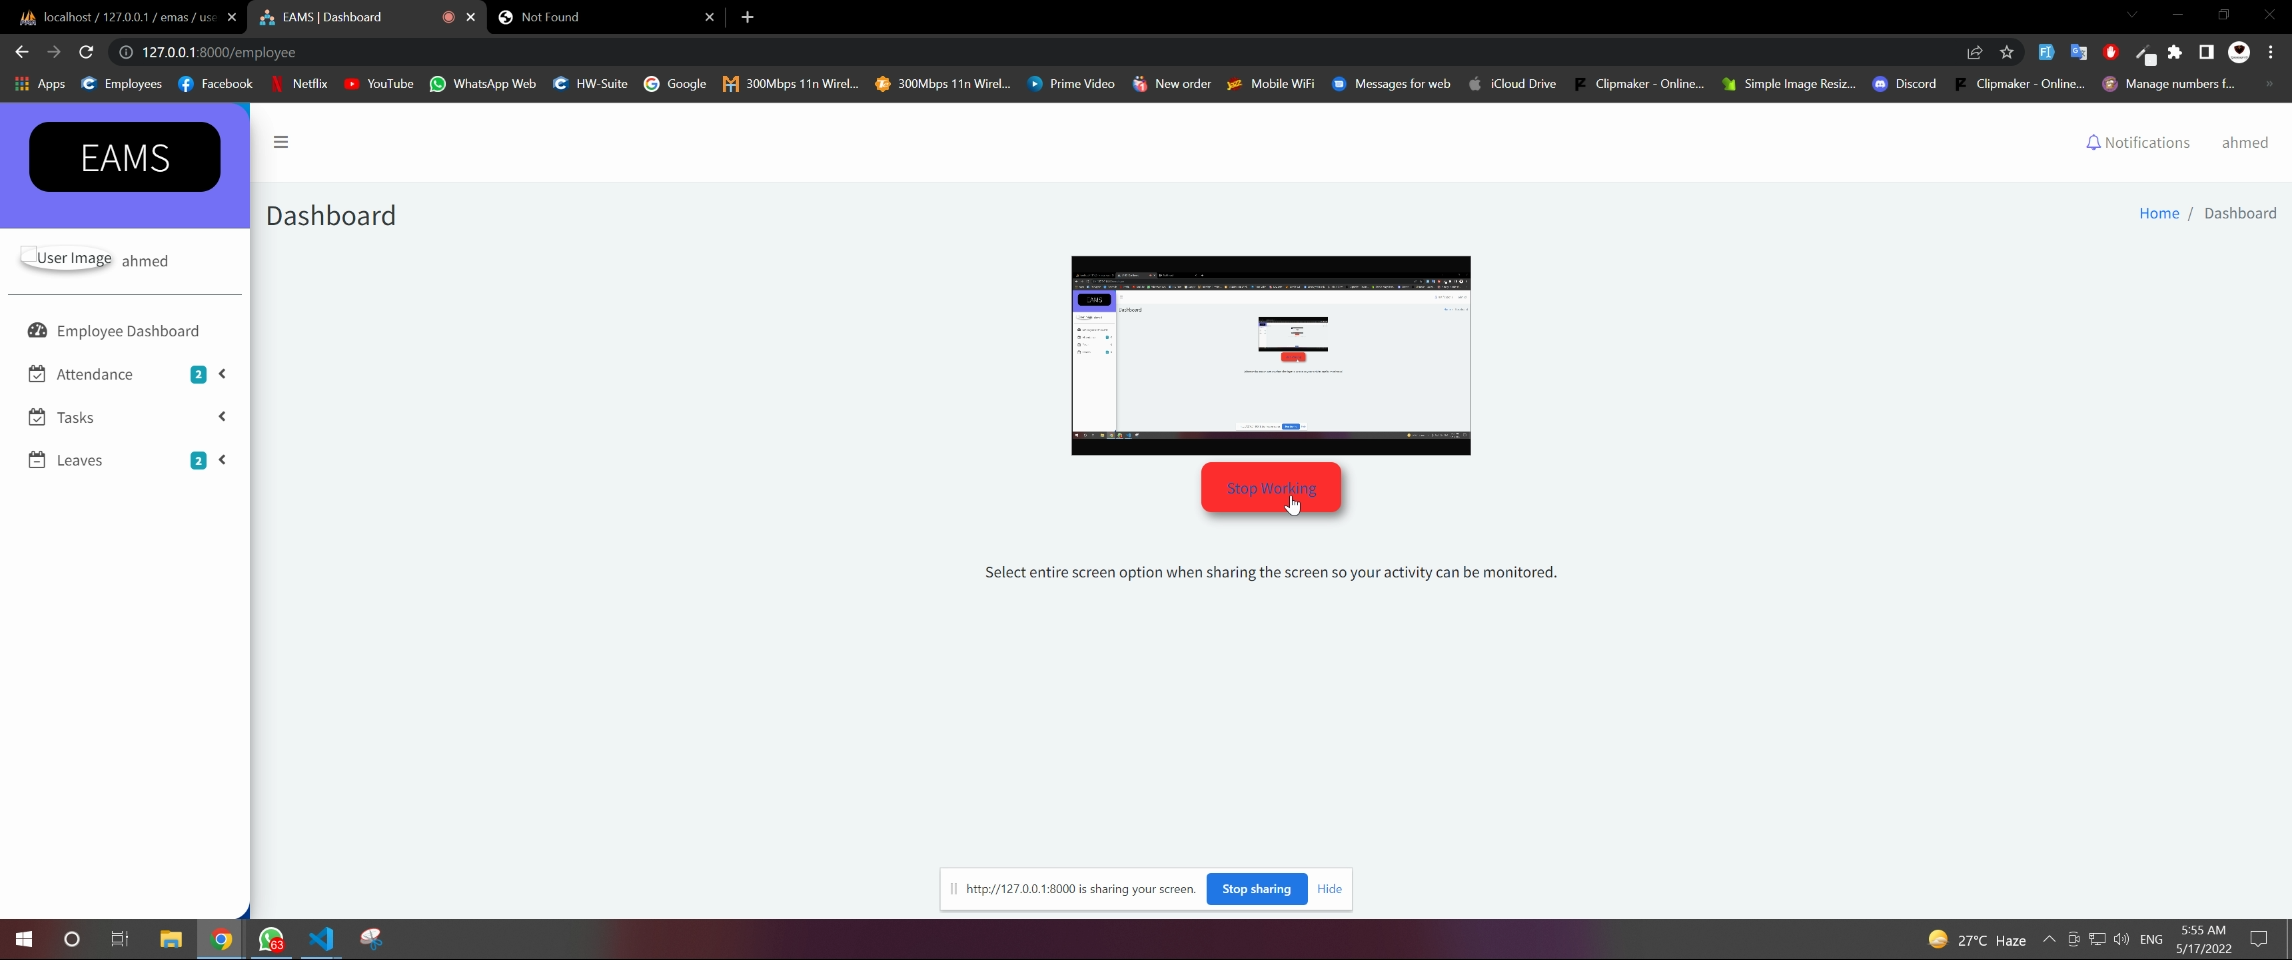 localhost / 127.0.0.1 / emas / use
EAMS | Dashboard
Not Found
127.0.0.1:8000/employee
Apps
Employees
Facebook
Netflix
YouTube
WhatsApp Web
HW-Suite
Google
300Mbps 11n Wirel...
300Mbps 11n Wirel...
Prime Video
New order
Mobile WiFi
Messages for web
iCloud Drive
Clipmaker - Online...
Simple Image Resiz...
Discord
Clipmaker - Online...
Manage numbers f...
EAMS
Notifications
ahmed
Dashboard
Home / Dashboard
User Image
ahmed
Employee Dashboard
Attendance 2
Tasks
Leaves 2
EAMS
Dashboard
Stop Working
Select entire screen option when sharing the screen so your activity can be monitored.
http://127.0.0.1:8000 is sharing your screen.
Stop sharing
Hide
63
27°C Haze
ENG
5:55 AM
5/17/2022